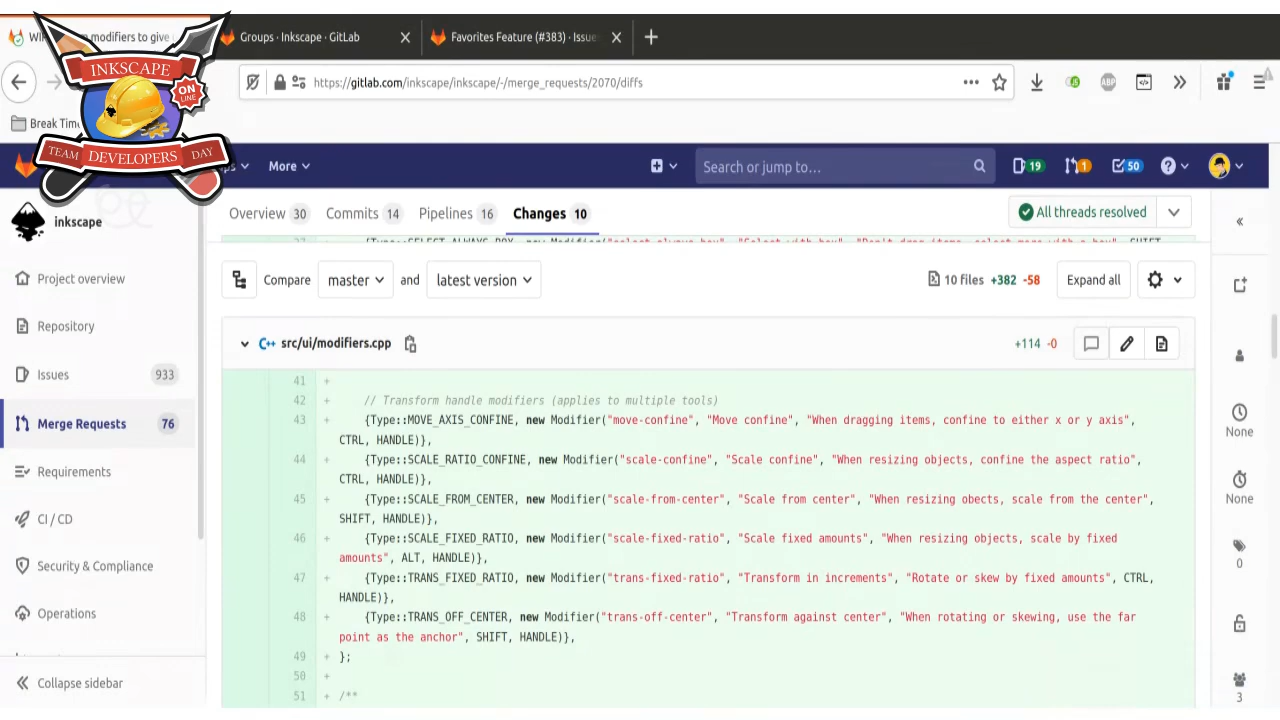 modifiers to give
Groups · Inkscape · GitLab
Favorites Feature (#383) · Issue
INKSCAPE
ON
LINE
TEAM DEVELOPERS DAY
https://gitlab.com/inkscape/inkscape/-/merge_requests/2070/diffs
ABP
Break Time
More
Search or jump to…
19
1
50
inkscape
Overview 30
Commits 14
Pipelines 16
Changes 10
All threads resolved
Project overview
Repository
Issues 933
Merge Requests 76
Requirements
CI / CD
Security & Compliance
Operations
Collapse sidebar
Compare master and latest version
10 files +382 -58
Expand all
C++ src/ui/modifiers.cpp
+114 -0
41 +
42 + // Transform handle modifiers (applies to multiple tools)
43 + {Type::MOVE_AXIS_CONFINE, new Modifier("move-confine", "Move confine", "When dragging items, confine to either x or y axis",
CTRL, HANDLE)},
44 + {Type::SCALE_RATIO_CONFINE, new Modifier("scale-confine", "Scale confine", "When resizing objects, confine the aspect ratio",
CTRL, HANDLE)},
45 + {Type::SCALE_FROM_CENTER, new Modifier("scale-from-center", "Scale from center", "When resizing obects, scale from the center",
SHIFT, HANDLE)},
46 + {Type::SCALE_FIXED_RATIO, new Modifier("scale-fixed-ratio", "Scale fixed amounts", "When resizing objects, scale by fixed
amounts", ALT, HANDLE)},
47 + {Type::TRANS_FIXED_RATIO, new Modifier("trans-fixed-ratio", "Transform in increments", "Rotate or skew by fixed amounts", CTRL,
HANDLE)},
48 + {Type::TRANS_OFF_CENTER, new Modifier("trans-off-center", "Transform against center", "When rotating or skewing, use the far
point as the anchor", SHIFT, HANDLE)},
49 + };
50 +
51 + /**
None
None
0
3